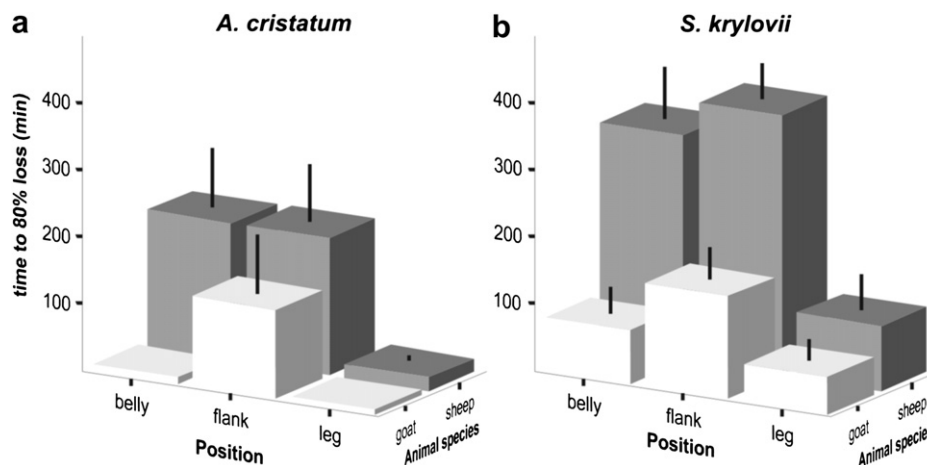 a
A. cristatum
time to 80% loss (min)
400
300
200
100
belly
flank
leg
goat
sheep
Position
Animal species
b
S. krylovii
400
300
200
100
belly
flank
leg
goat
sheep
Position
Animal species